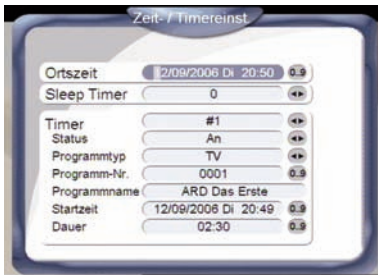 Zeit- / Timereinst.
Ortszeit 12/09/2006 Di 20:50 0..9
Sleep Timer 0
Timer #1
Status An
Programmtyp TV
Programm-Nr. 0001 0..9
Programmname ARD Das Erste
Startzeit 12/09/2006 Di 20:49 0..9
Dauer 02:30 0..9